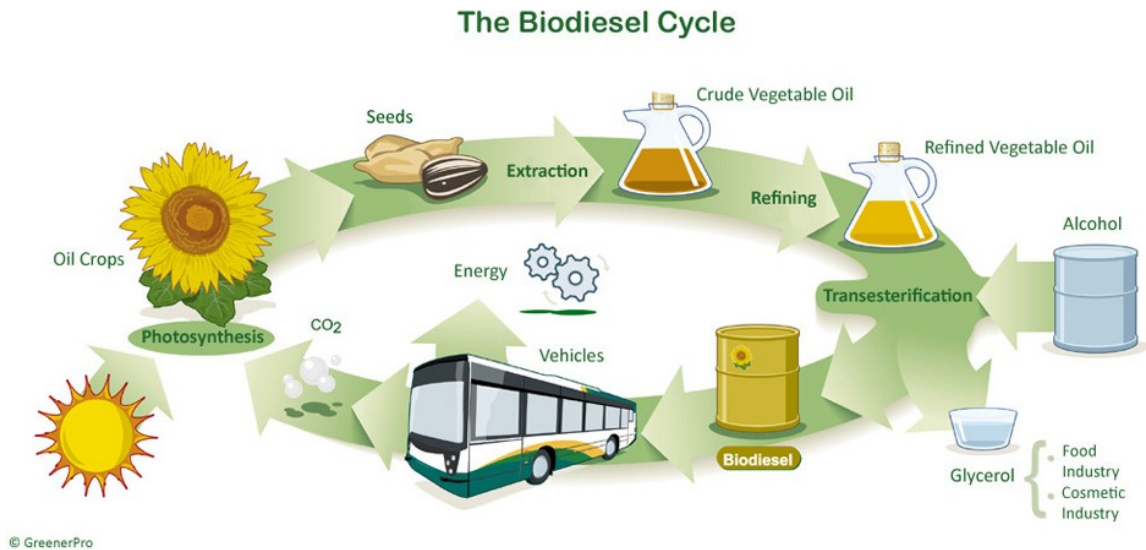 The Biodiesel Cycle
Seeds
Crude Vegetable Oil
Extraction
Refined Vegetable Oil
Refining
Alcohol
Oil Crops
Energy
Transesterification
Photosynthesis
CO2
Vehicles
Biodiesel
Glycerol
Food
Industry
Cosmetic
Industry
© GreenerPro